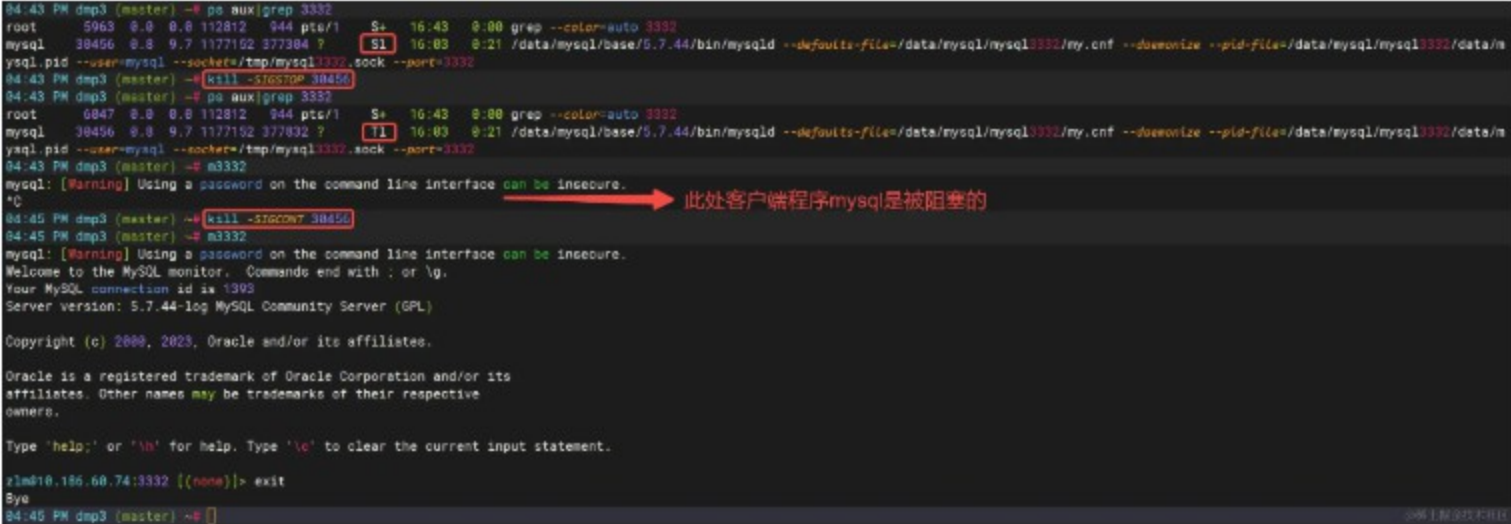 04:43 PM dmp3 (master) ~# ps aux|grep 3332
root 5963 0.0 0.0 112812 944 pts/1 S+ 16:43 0:00 grep --color=auto 3332
mysql 30456 0.8 9.7 1177152 377304 ? Sl 16:03 0:21 /data/mysql/base/5.7.44/bin/mysqld --defaults-file=/data/mysql/mysql3332/my.cnf --daemonize --pid-file=/data/mysql/mysql3332/data/m
ysql.pid --user=mysql --socket=/tmp/mysql3332.sock --port=3332
04:43 PM dmp3 (master) ~# kill -SIGSTOP 30456
04:43 PM dmp3 (master) ~# ps aux|grep 3332
root 6047 0.0 0.0 112812 944 pts/1 S+ 16:43 0:00 grep --color=auto 3332
mysql 30456 0.8 9.7 1177152 377832 ? Tl 16:03 0:21 /data/mysql/base/5.7.44/bin/mysqld --defaults-file=/data/mysql/mysql3332/my.cnf --daemonize --pid-file=/data/mysql/mysql3332/data/m
ysql.pid --user=mysql --socket=/tmp/mysql3332.sock --port=3332
04:43 PM dmp3 (master) ~# m3332
mysql: [Warning] Using a password on the command line interface can be insecure.
^C
此处客户端程序mysql是被阻塞的
04:45 PM dmp3 (master) ~# kill -SIGCONT 30456
04:45 PM dmp3 (master) ~# m3332
mysql: [Warning] Using a password on the command line interface can be insecure.
Welcome to the MySQL monitor. Commands end with ; or \g.
Your MySQL connection id is 1393
Server version: 5.7.44-log MySQL Community Server (GPL)
Copyright (c) 2000, 2023, Oracle and/or its affiliates.
Oracle is a registered trademark of Oracle Corporation and/or its
affiliates. Other names may be trademarks of their respective
owners.
Type 'help;' or '\h' for help. Type '\c' to clear the current input statement.
zlm@10.186.60.74:3332 [(none)]> exit
Bye
04:45 PM dmp3 (master) ~#
@稀土掘金技术社区